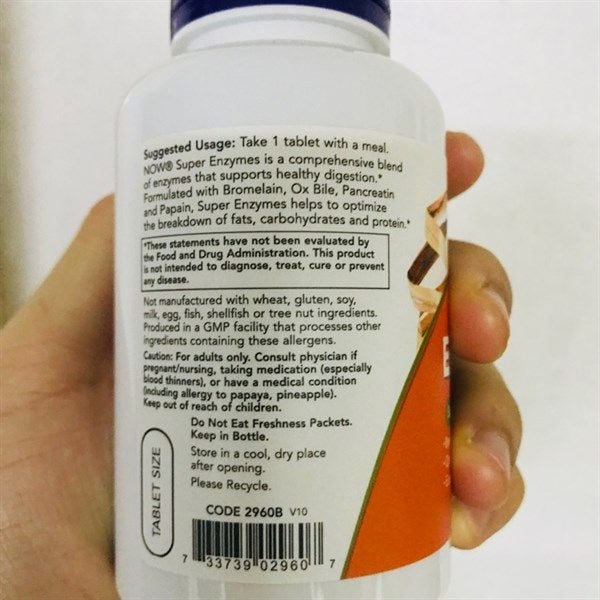 Suggested Usage: Take 1 tablet with a meal.
NOW® Super Enzymes is a comprehensive blend
of enzymes that supports healthy digestion.*
Formulated with Bromelain, Ox Bile, Pancreatin
and Papain, Super Enzymes helps to optimize
the breakdown of fats, carbohydrates and protein.*
*These statements have not been evaluated by
the Food and Drug Administration. This product
is not intended to diagnose, treat, cure or prevent
any disease.
Not manufactured with wheat, gluten, soy,
milk, egg, fish, shellfish or tree nut ingredients.
Produced in a GMP facility that processes other
ingredients containing these allergens.
Caution: For adults only. Consult physician if
pregnant/nursing, taking medication (especially
blood thinners), or have a medical condition
(including allergy to papaya, pineapple).
Keep out of reach of children.
Do Not Eat Freshness Packets.
Keep in Bottle.
Store in a cool, dry place
after opening.
Please Recycle.
TABLET SIZE
CODE 2960B V10
7 33739 02960 7